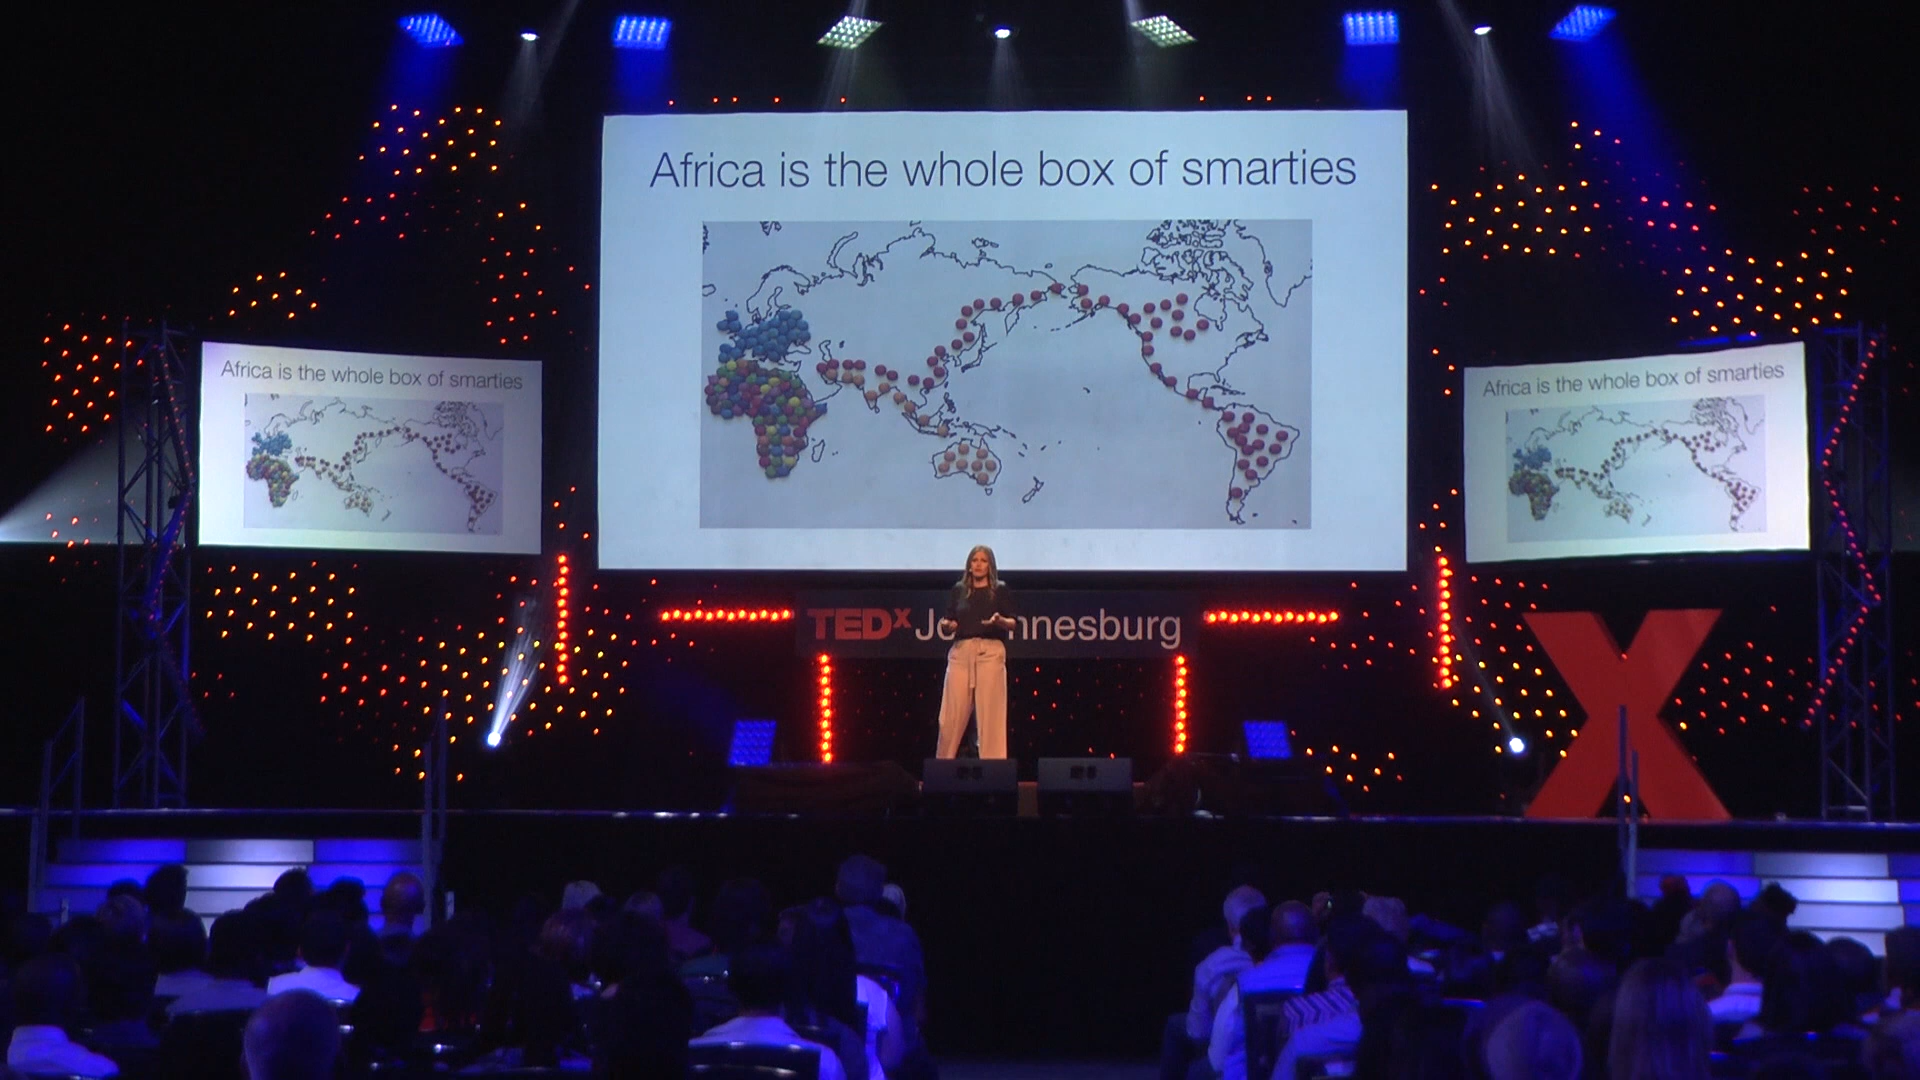 Africa is the whole box of smarties
Africa is the whole box of smarties
Africa is the whole box of smarties
TEDx Jo nnesburg
X